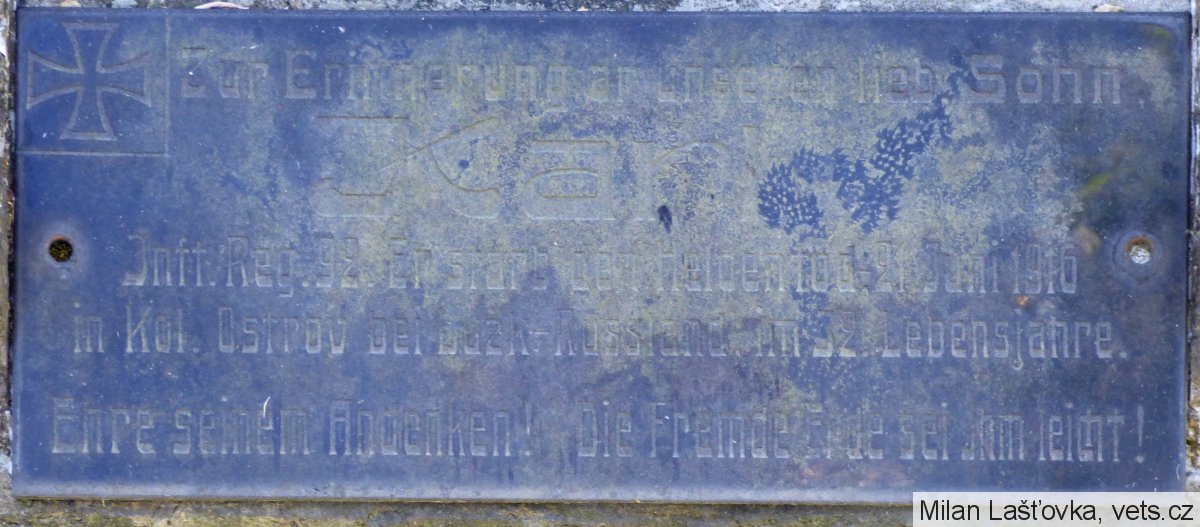 Zur Erinnerung an unseren lieb. Sohn
Karl
Inft. Reg. 92. Er starb den Heldentod 21. Juni 1916
in Kol. Ostrov bei Luzk-Russland im 32. Lebensjahre.
Ehre seinem Andenken! Die Fremde Erde sei ihm leicht!
Milan Lašťovka, vets.cz